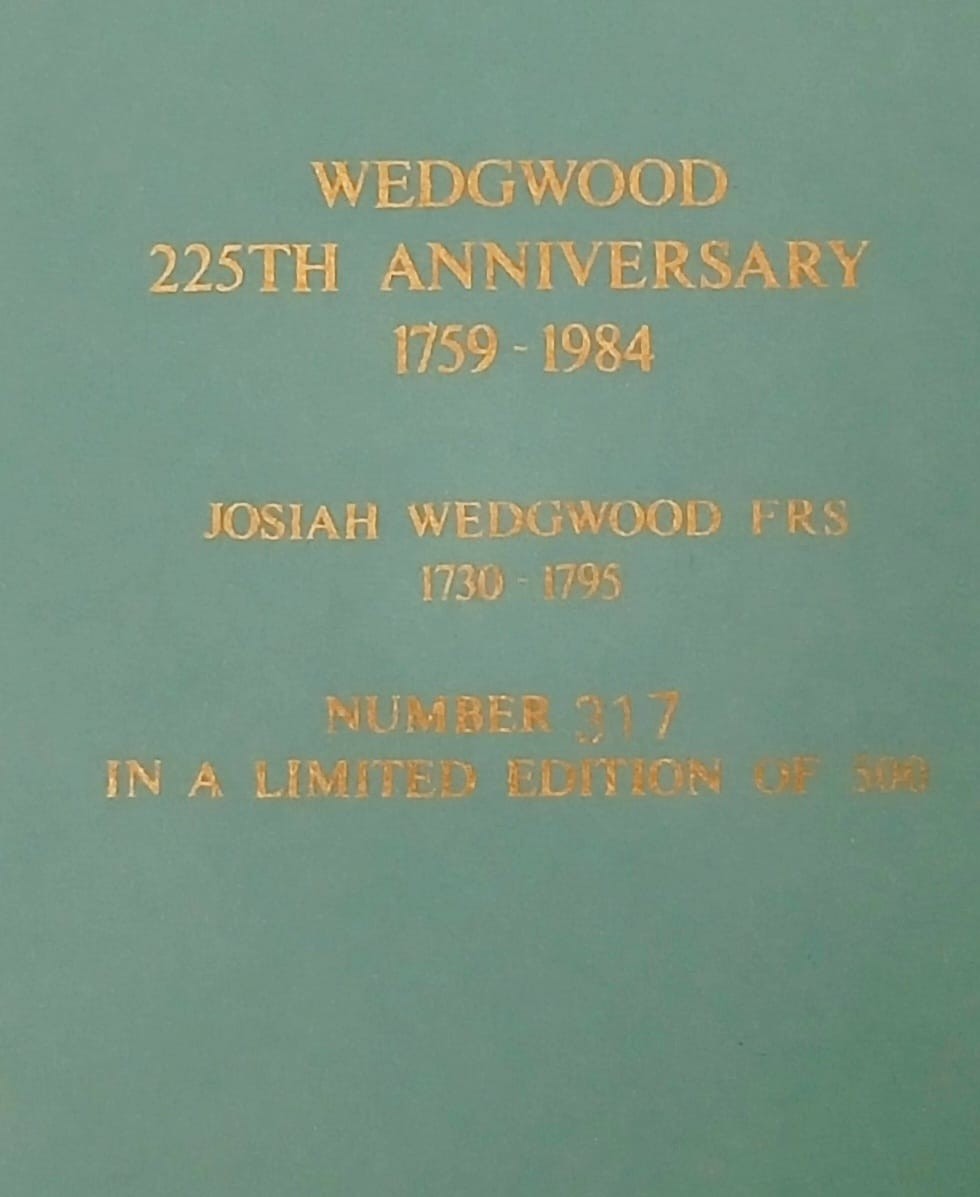 WEDGWOOD
225TH ANNIVERSARY
1759 - 1984
JOSIAH WEDGWOOD FRS
1730 - 1795
NUMBER 317
IN A LIMITED EDITION OF 500